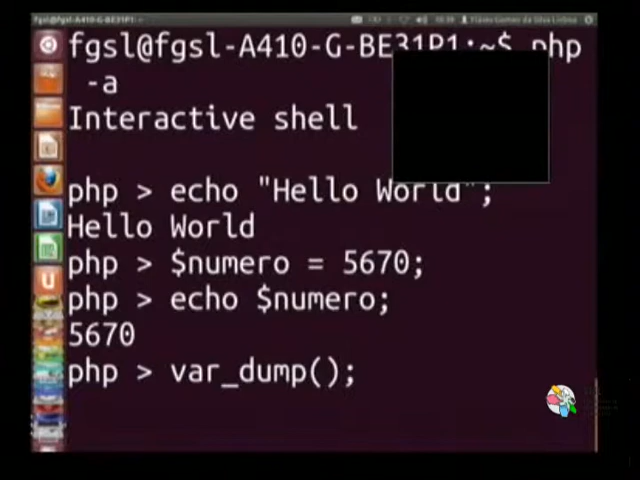 fgsl@fgsl-A410-G-BE31P1:~$ php
-a
Interactive shell
php > echo "Hello World";
Hello World
php > $numero = 5670;
php > echo $numero;
5670
php > var_dump();